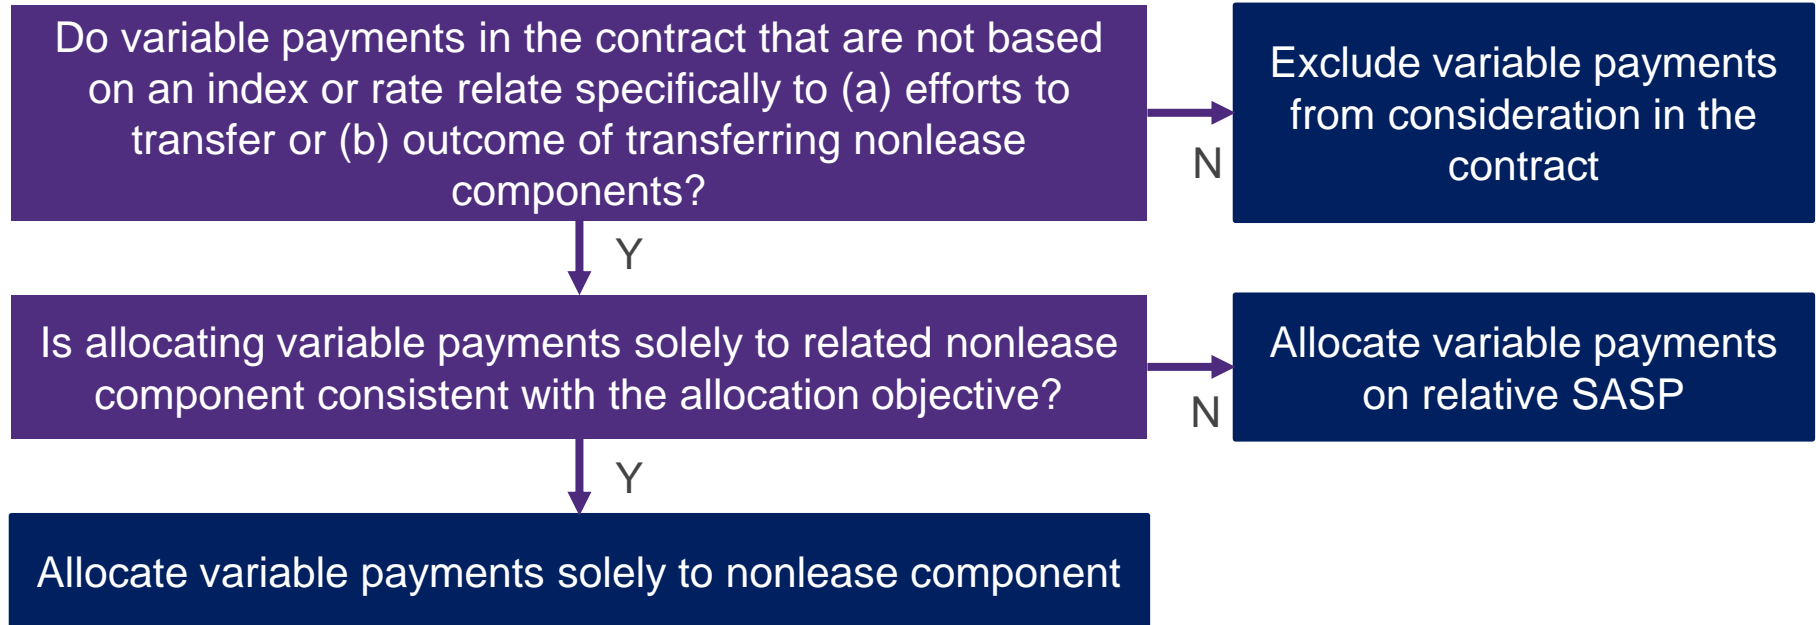 Do variable payments in the contract that are not based
on an index or rate relate specifically to (a) efforts to
transfer or (b) outcome of transferring nonlease
components?
N
Exclude variable payments
from consideration in the
contract
Y
Is allocating variable payments solely to related nonlease
component consistent with the allocation objective?
N
Allocate variable payments
on relative SASP
Y
Allocate variable payments solely to nonlease component